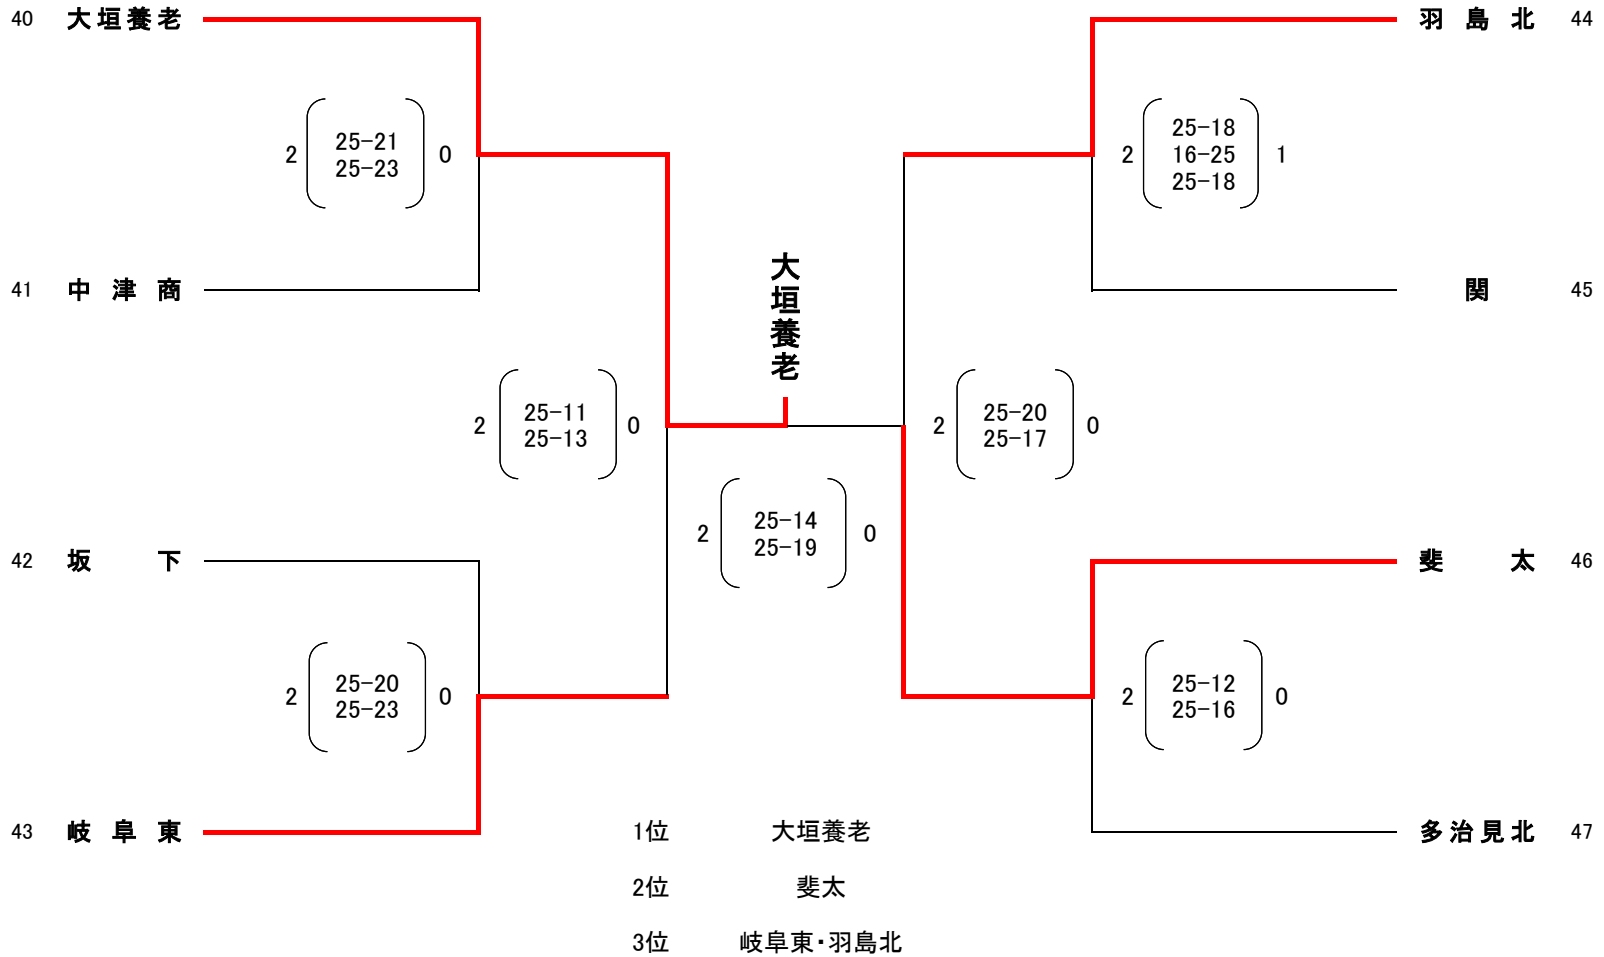 40 大垣養老
羽島北 44
2 25-21 0
25-23
25-18
2 16-25 1
25-18
41 中津商
関 45
大垣養老
2 25-11 0
25-13
2 25-20 0
25-17
2 25-14 0
25-19
42 坂下
斐太 46
2 25-20 0
25-23
2 25-12 0
25-16
43 岐阜東
多治見北 47
1位 大垣養老
2位 斐太
3位 岐阜東・羽島北